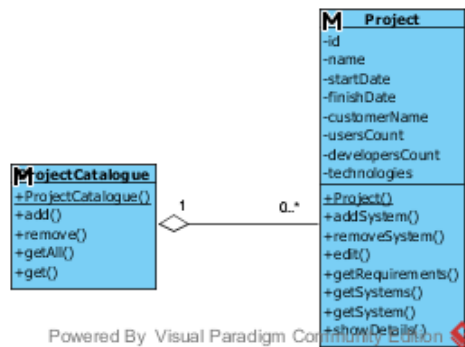 M Project
-id
-name
-startDate
-finishDate
-customerName
-usersCount
-developersCount
-technologies
+Project()
+addSystem()
+removeSystem()
+edit()
+getRequirements()
+getSystems()
+getSystem()
+showDetails()
M rojectCatalogue
+ProjectCatalogue()
+add()
+remove()
+getAll()
+get()
1
0..*
Powered By Visual Paradigm Community Edition